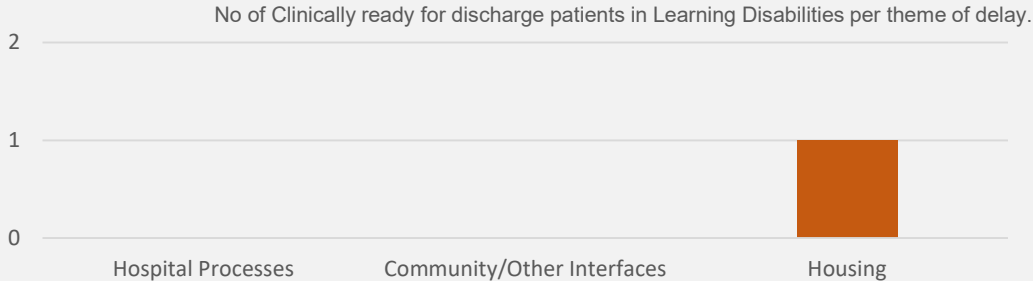 No of Clinically ready for discharge patients in Learning Disabilities per theme of delay.
2
1
0
Hospital Processes Community/Other Interfaces Housing